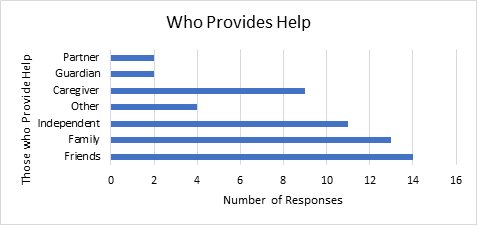 Who Provides Help
Those who Provide Help
Partner
Guardian
Caregiver
Other
Independent
Family
Friends
0 2 4 6 8 10 12 14 16
Number of Responses